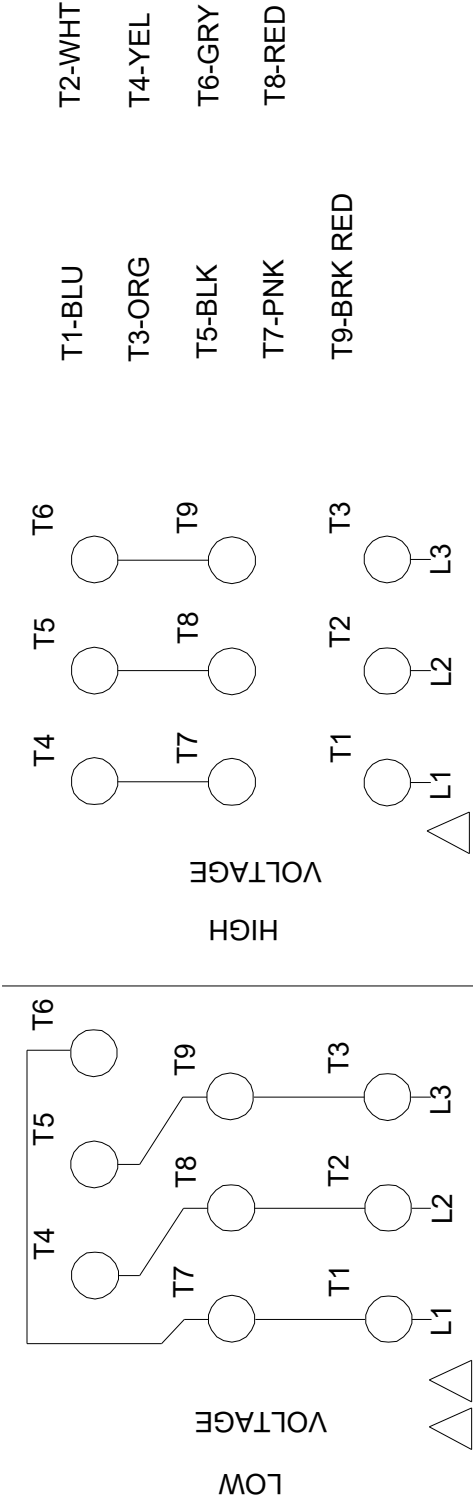 LOW
VOLTAGE
T4 T5 T6
T7 T8 T9
T1 T2 T3
L1 L2 L3
HIGH
VOLTAGE
T4 T5 T6
T7 T8 T9
T1 T2 T3
L1 L2 L3
T1-BLU T2-WHT
T3-ORG T4-YEL
T5-BLK T6-GRY
T7-PNK T8-RED
T9-BRK RED